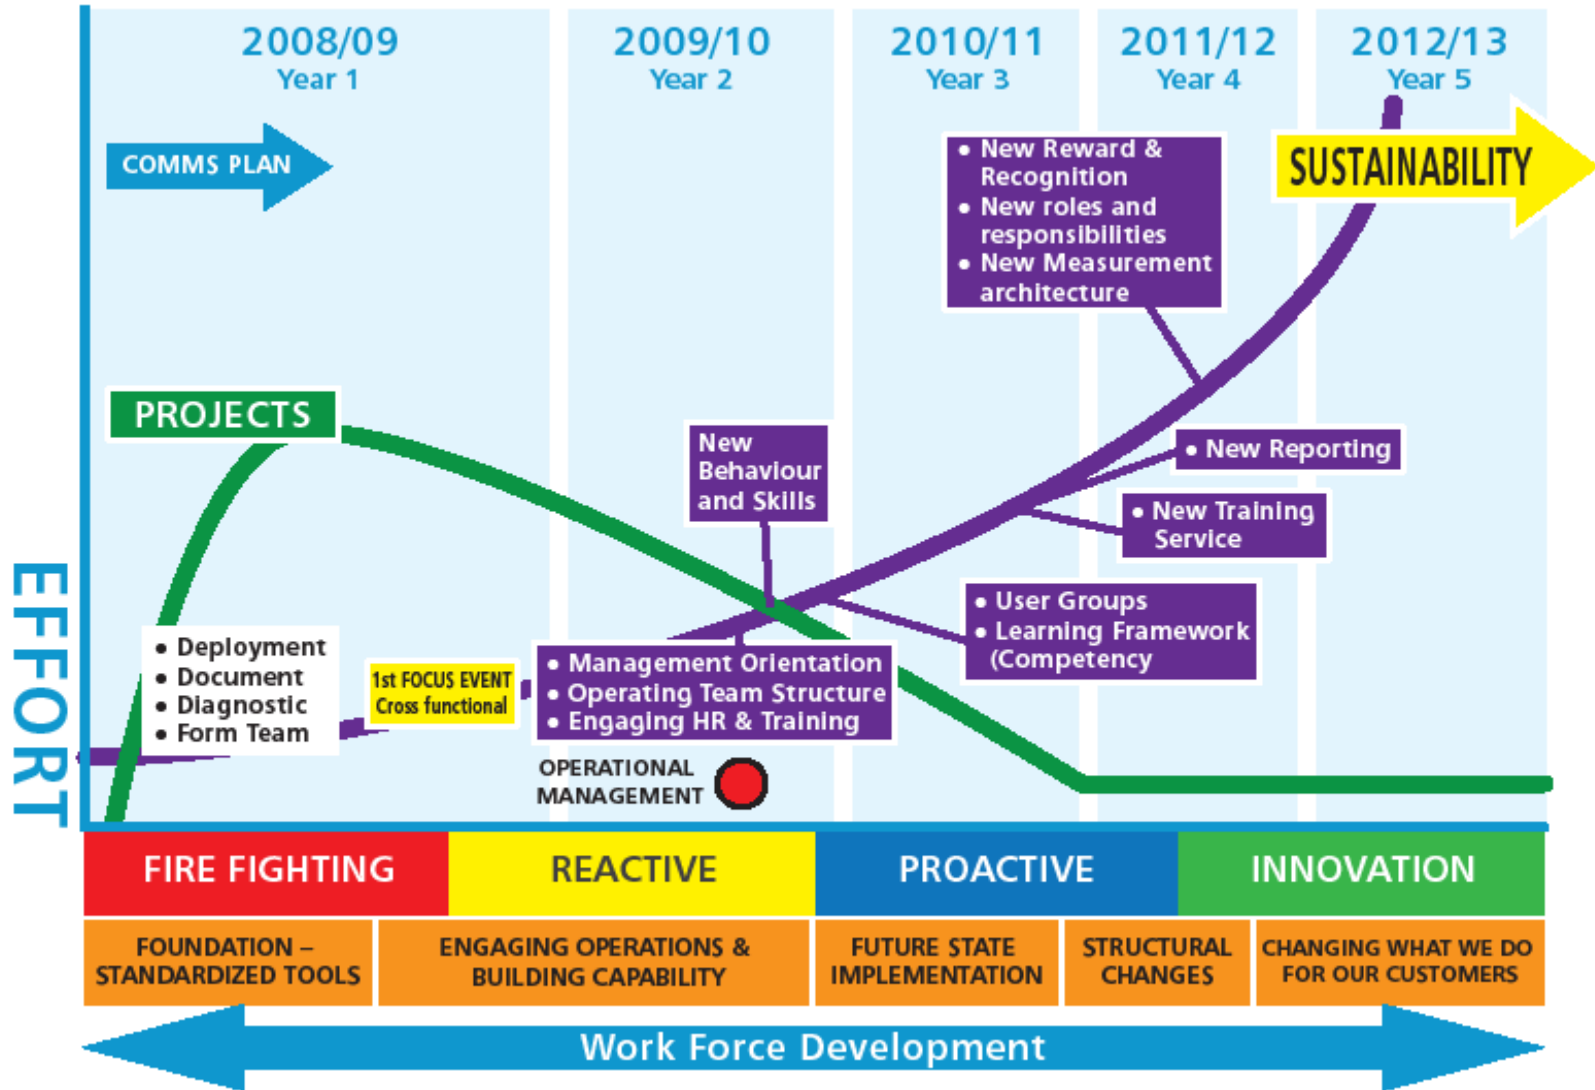 2008/09
Year 1
2009/10
Year 2
2010/11
Year 3
2011/12
Year 4
2012/13
Year 5
COMMS PLAN
• New Reward &
Recognition
• New roles and
responsibilities
• New Measurement
architecture
SUSTAINABILITY
PROJECTS
New
Behaviour
and Skills
• New Reporting
• New Training
Service
• User Groups
• Learning Framework
(Competency
EFFORT
• Deployment
• Document
• Diagnostic
• Form Team
1st FOCUS EVENT
Cross functional
• Management Orientation
• Operating Team Structure
• Engaging HR & Training
OPERATIONAL
MANAGEMENT
FIRE FIGHTING
REACTIVE
PROACTIVE
INNOVATION
FOUNDATION –
STANDARDIZED TOOLS
ENGAGING OPERATIONS &
BUILDING CAPABILITY
FUTURE STATE
IMPLEMENTATION
STRUCTURAL
CHANGES
CHANGING WHAT WE DO
FOR OUR CUSTOMERS
Work Force Development